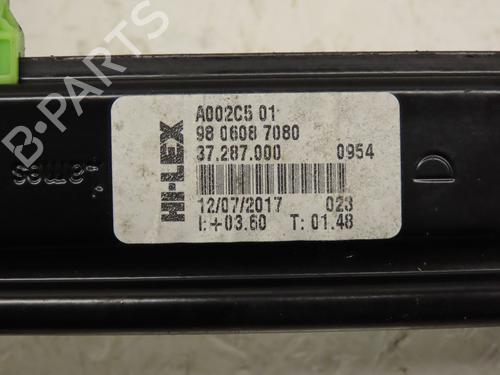 HI-LEX
A002C5 01
98 0608 7080
37.287.000 0954
12/07/2017 023
I:+03.60 T: 01.48
D
B-PARTS